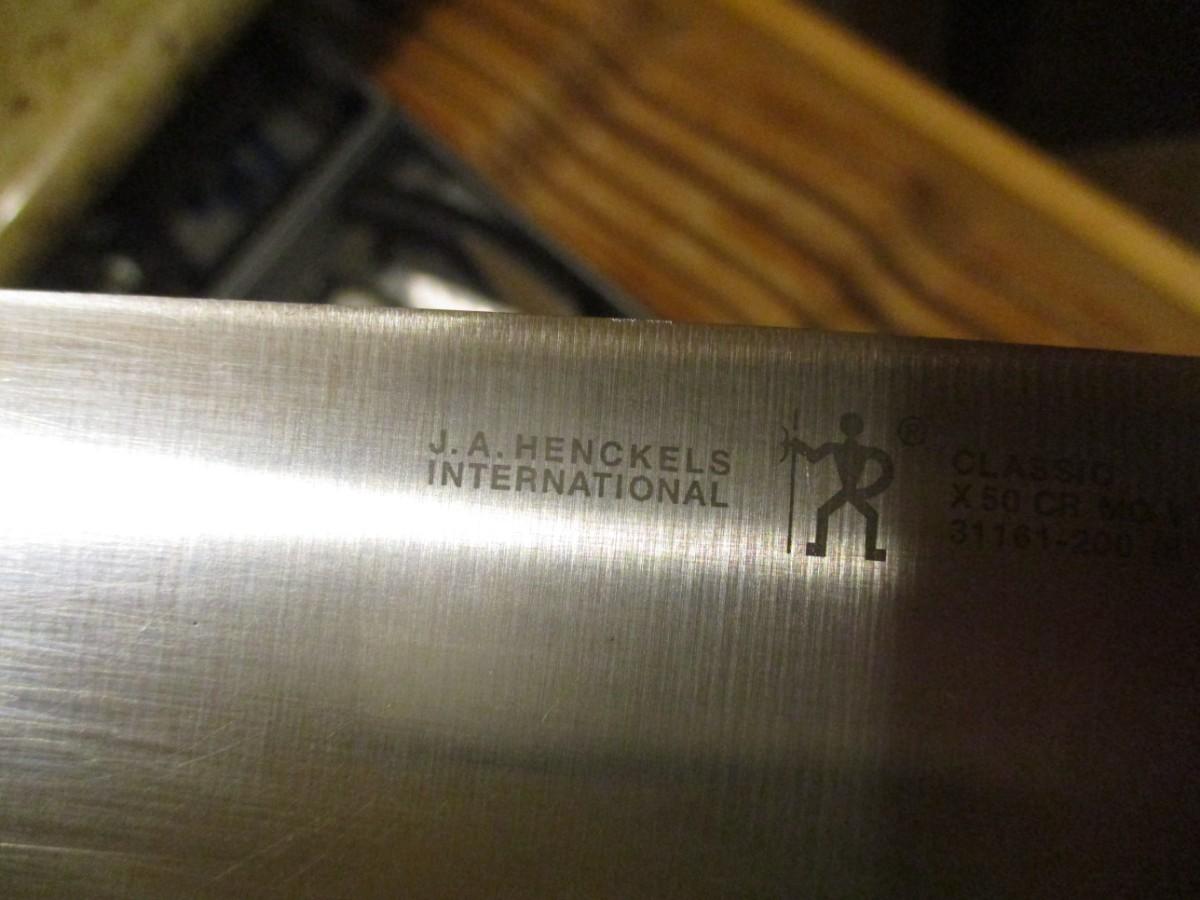 J.A. HENCKELS
INTERNATIONAL
®
CLASSIC
X 50 CR MO V
31161-200